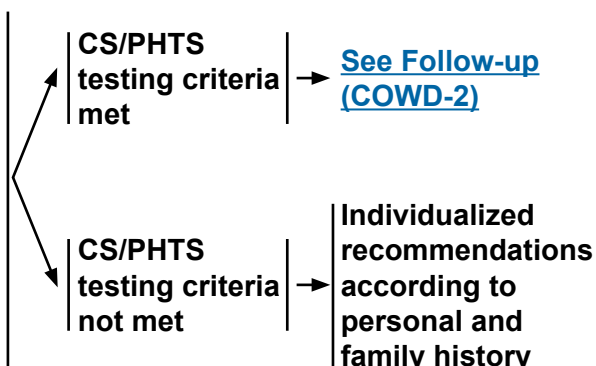 CS/PHTS
testing criteria
met
See Follow-up
(COWD-2)
CS/PHTS
testing criteria
not met
Individualized
recommendations
according to
personal and
family history